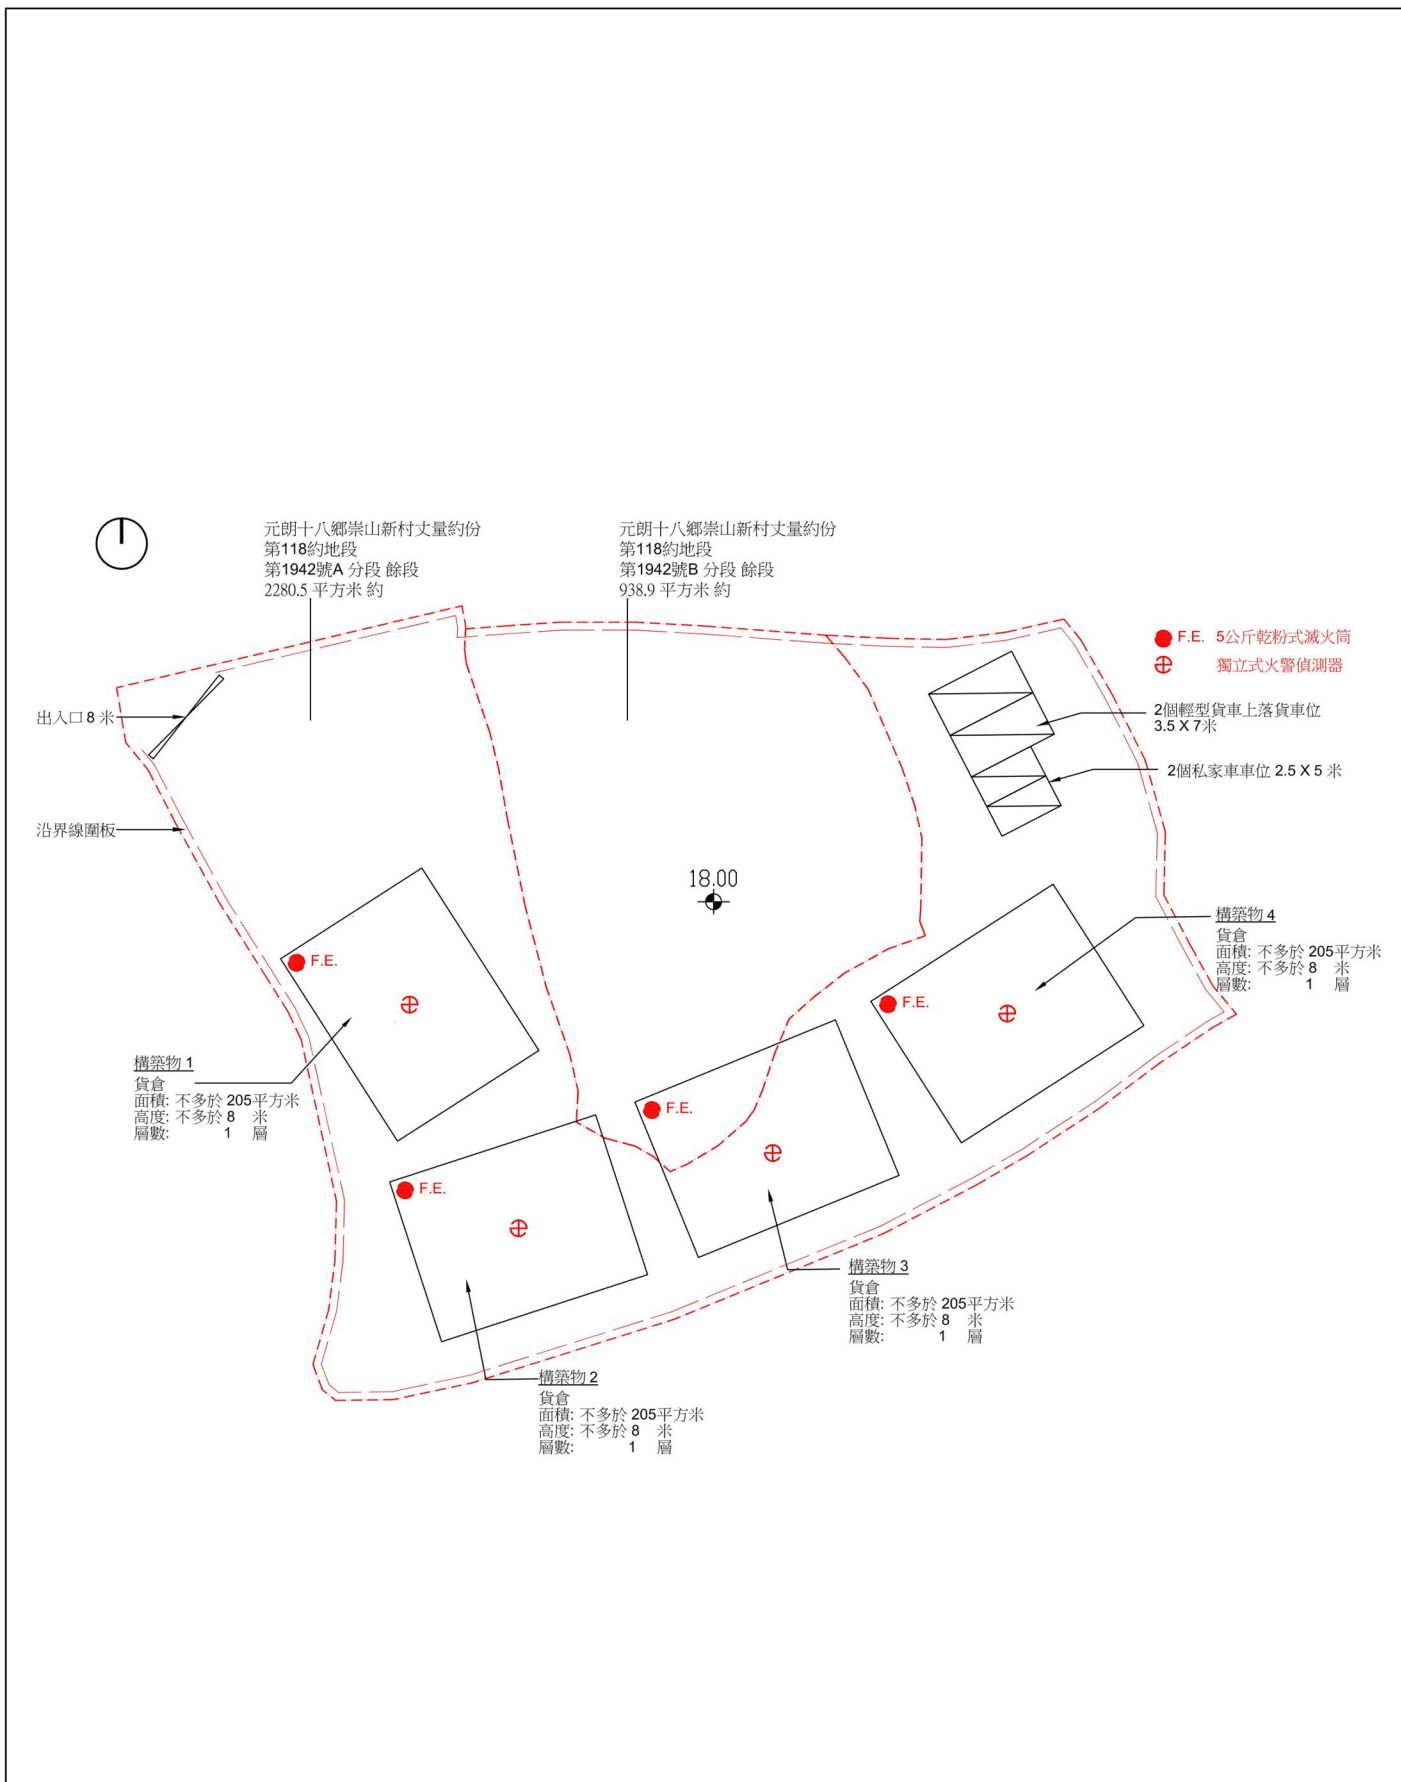 元朗十八鄉崇山新村丈量約份
第118約地段
第1942號A 分段 餘段
2280.5 平方米 約
元朗十八鄉崇山新村丈量約份
第118約地段
第1942號B 分段 餘段
938.9 平方米 約
F.E. 5公斤乾粉式滅火筒
獨立式火警偵測器
出入口 8 米
2個輕型貨車上落貨車位
3.5 X 7米
2個私家車車位 2.5 X 5 米
沿界線圍板
18.00
構築物 4
貨倉
面積: 不多於 205平方米
高度: 不多於 8 米
層數: 1 層
F.E.
F.E.
構築物 1
貨倉
面積: 不多於 205平方米
高度: 不多於 8 米
層數: 1 層
F.E.
F.E.
構築物 3
貨倉
面積: 不多於 205平方米
高度: 不多於 8 米
層數: 1 層
構築物 2
貨倉
面積: 不多於 205平方米
高度: 不多於 8 米
層數: 1 層